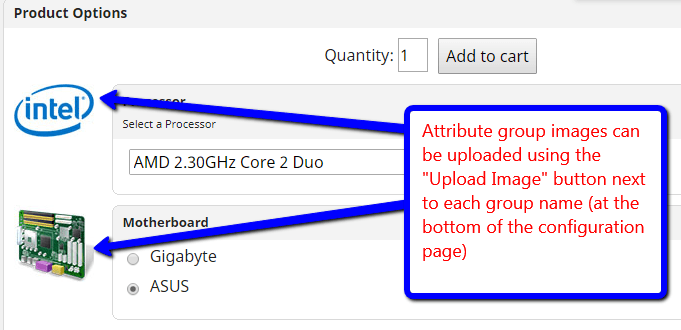 Product Options
Quantity: 1 Add to cart
intel
Processor
Select a Processor
AMD 2.30GHz Core 2 Duo
Attribute group images can
be uploaded using the
"Upload Image" button next
to each group name (at the
bottom of the configuration
page)
Motherboard
Gigabyte
ASUS